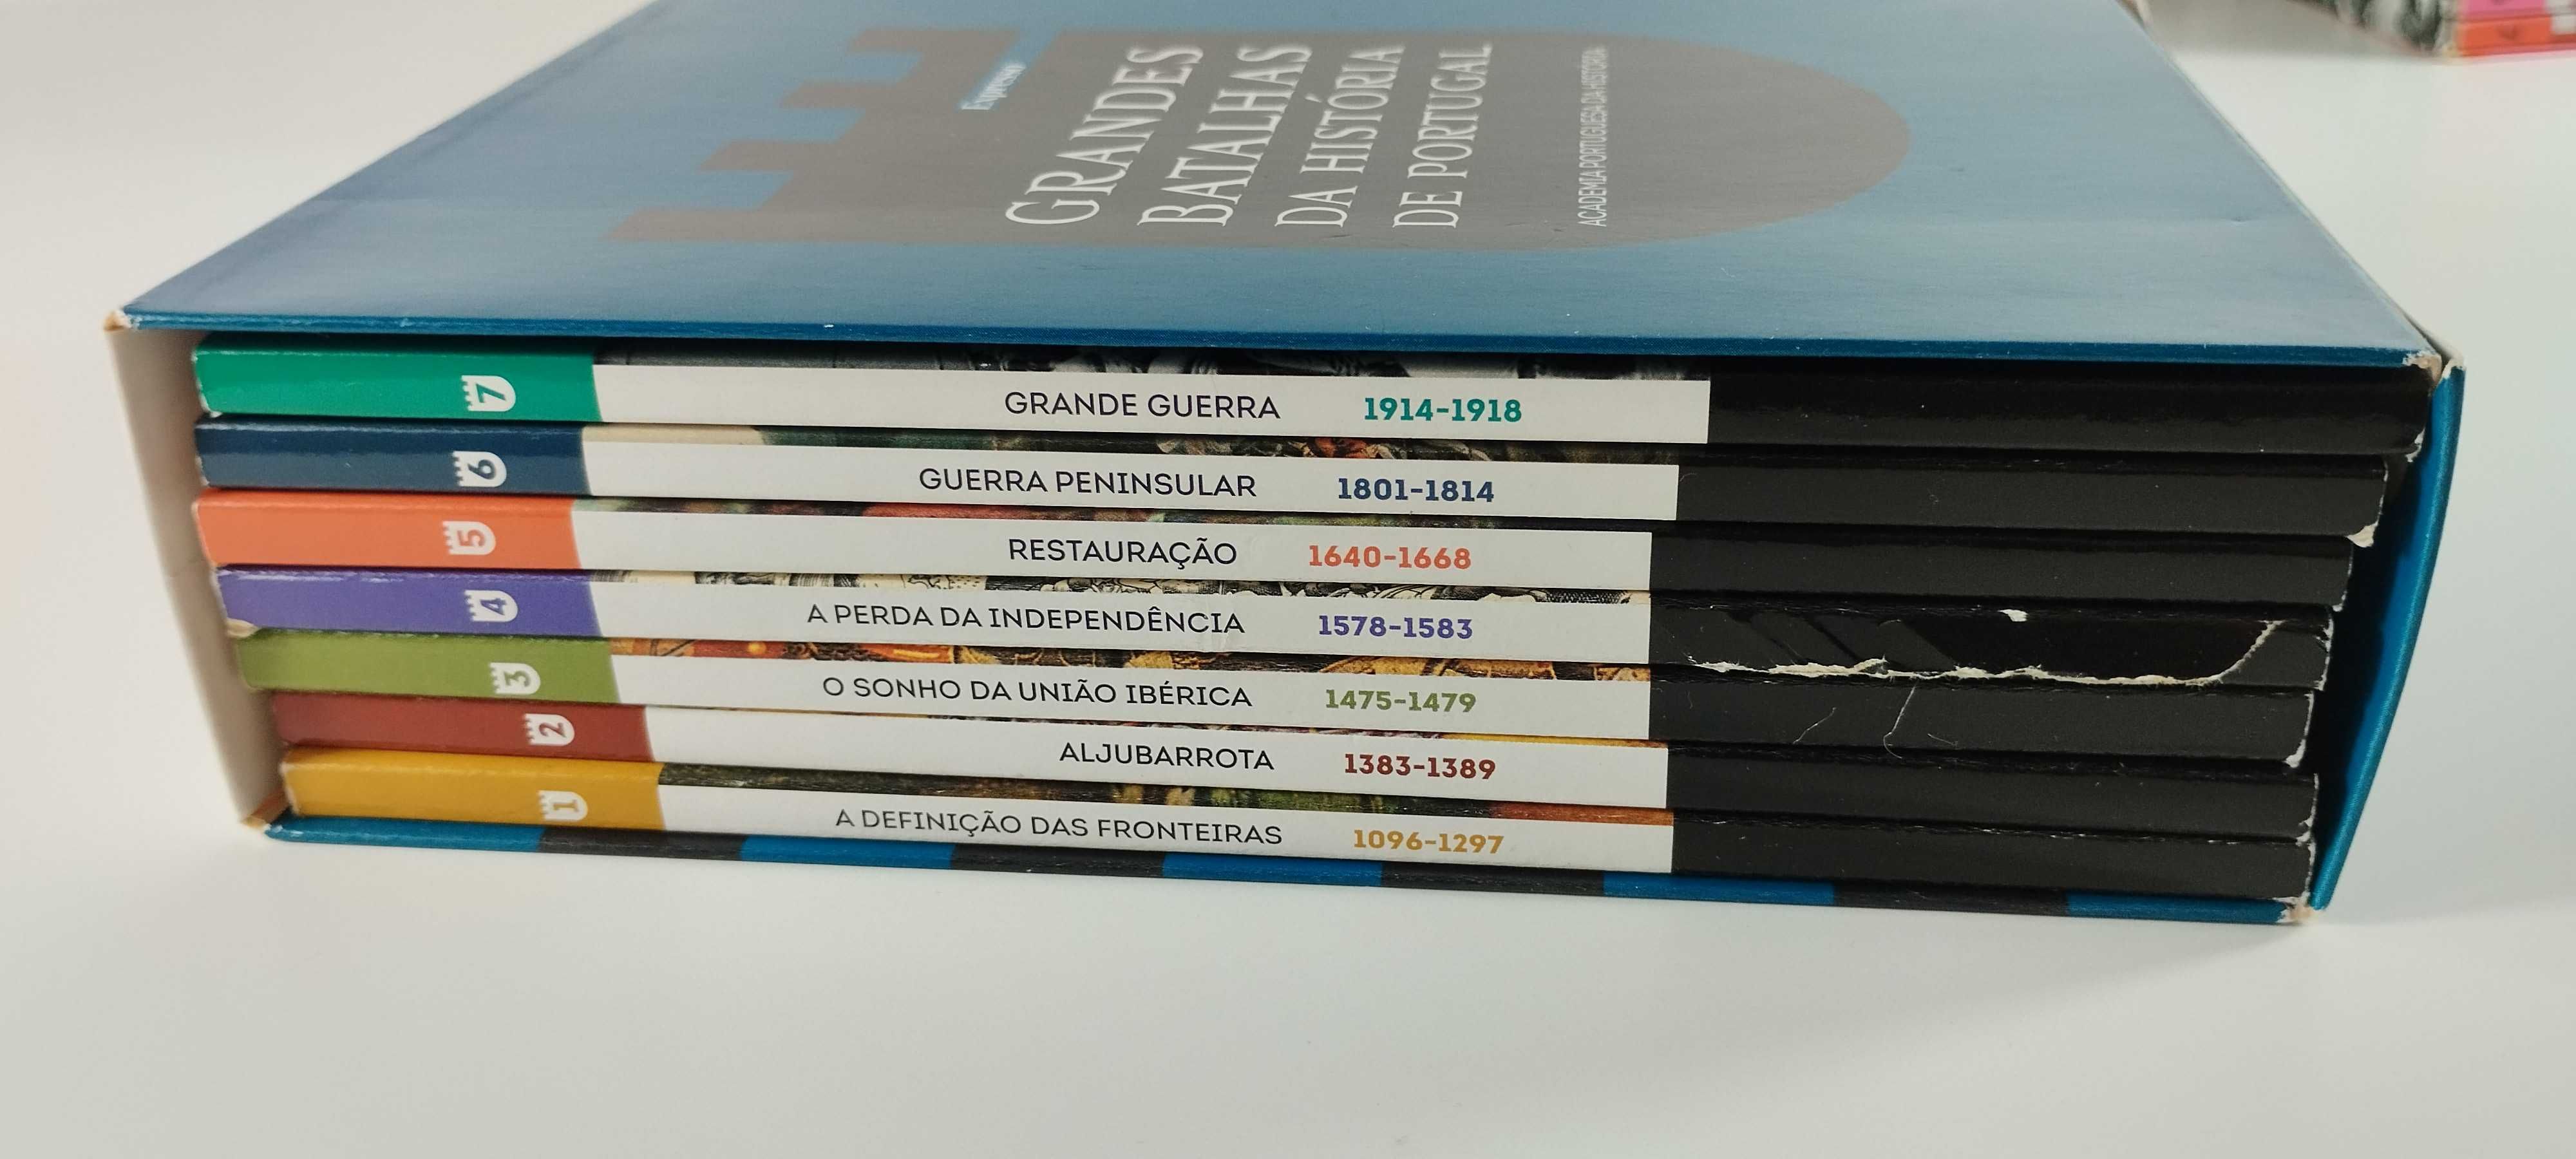 Expresso
GRANDES
BATALHAS
DA HISTÓRIA
DE PORTUGAL
ACADEMIA PORTUGUESA DA HISTÓRIA
7 GRANDE GUERRA 1914-1918
6 GUERRA PENINSULAR 1801-1814
5 RESTAURAÇÃO 1640-1668
4 A PERDA DA INDEPENDÊNCIA 1578-1583
3 O SONHO DA UNIÃO IBÉRICA 1475-1479
2 ALJUBARROTA 1383-1389
1 A DEFINIÇÃO DAS FRONTEIRAS 1096-1297